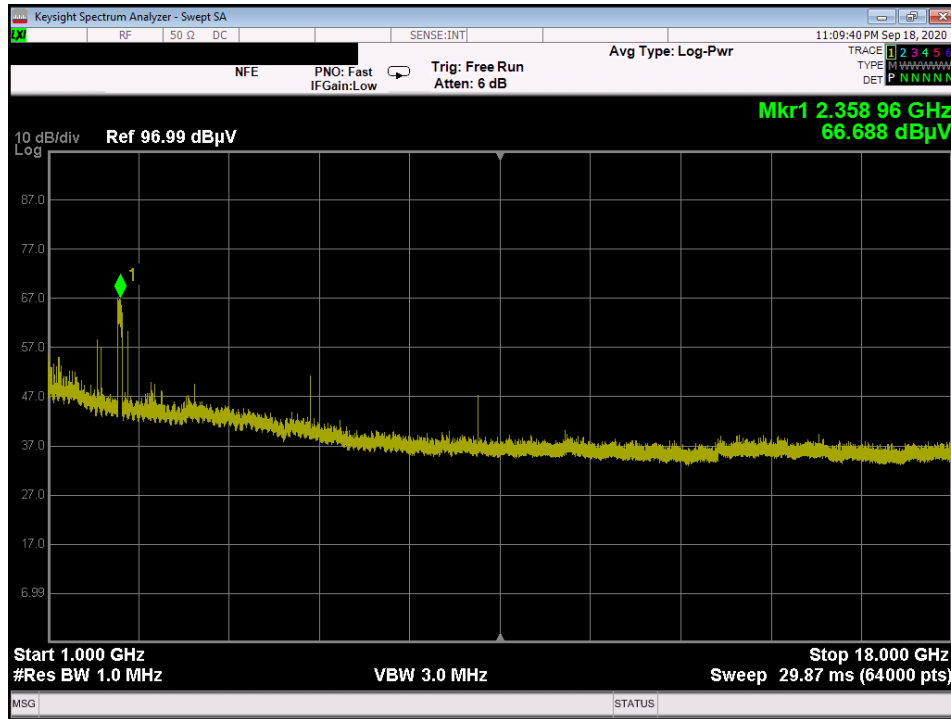 Keysight Spectrum Analyzer - Swept SA
LXI RF 50 Ω DC SENSE:INT 11:09:40 PM Sep 18, 2020
NFE PNO: Fast IFGain:Low Trig: Free Run Atten: 6 dB Avg Type: Log-Pwr
TRACE 1 2 3 4 5 6
TYPE M WWWWW
DET P N N N N N
Mkr1 2.358 96 GHz
66.688 dBµV
10 dB/div Ref 96.99 dBµV
Log
87.0
77.0
1
67.0
57.0
47.0
37.0
27.0
17.0
6.99
Start 1.000 GHz Stop 18.000 GHz
#Res BW 1.0 MHz VBW 3.0 MHz Sweep 29.87 ms (64000 pts)
MSG STATUS